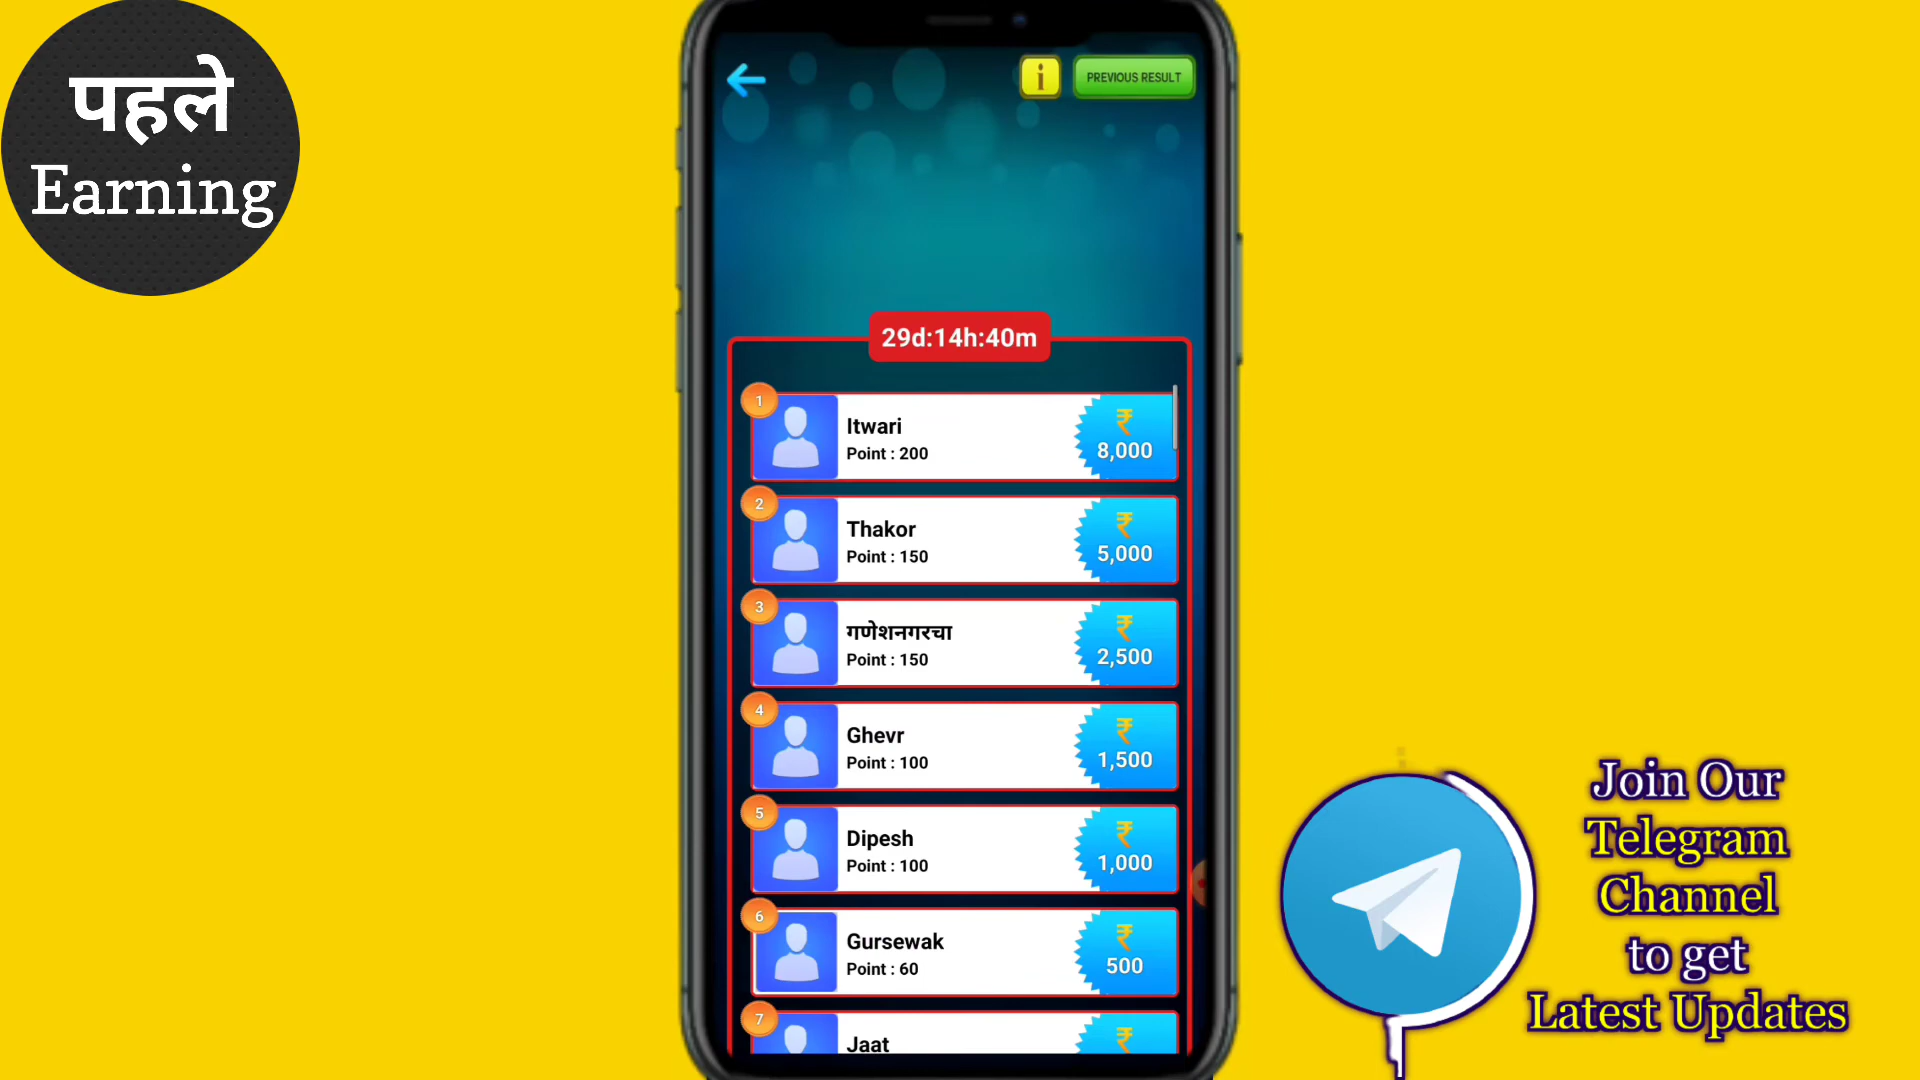 पहले
Earning
i
PREVIOUS RESULT
29d:14h:40m
1
Itwari
Point : 200
₹
8,000
2
Thakor
Point : 150
₹
5,000
3
गणेशनगरचा
Point : 150
₹
2,500
4
Ghevr
Point : 100
₹
1,500
5
Dipesh
Point : 100
₹
1,000
6
Gursewak
Point : 60
₹
500
7
Jaat
₹
Join Our
Telegram
Channel
to get
Latest Updates